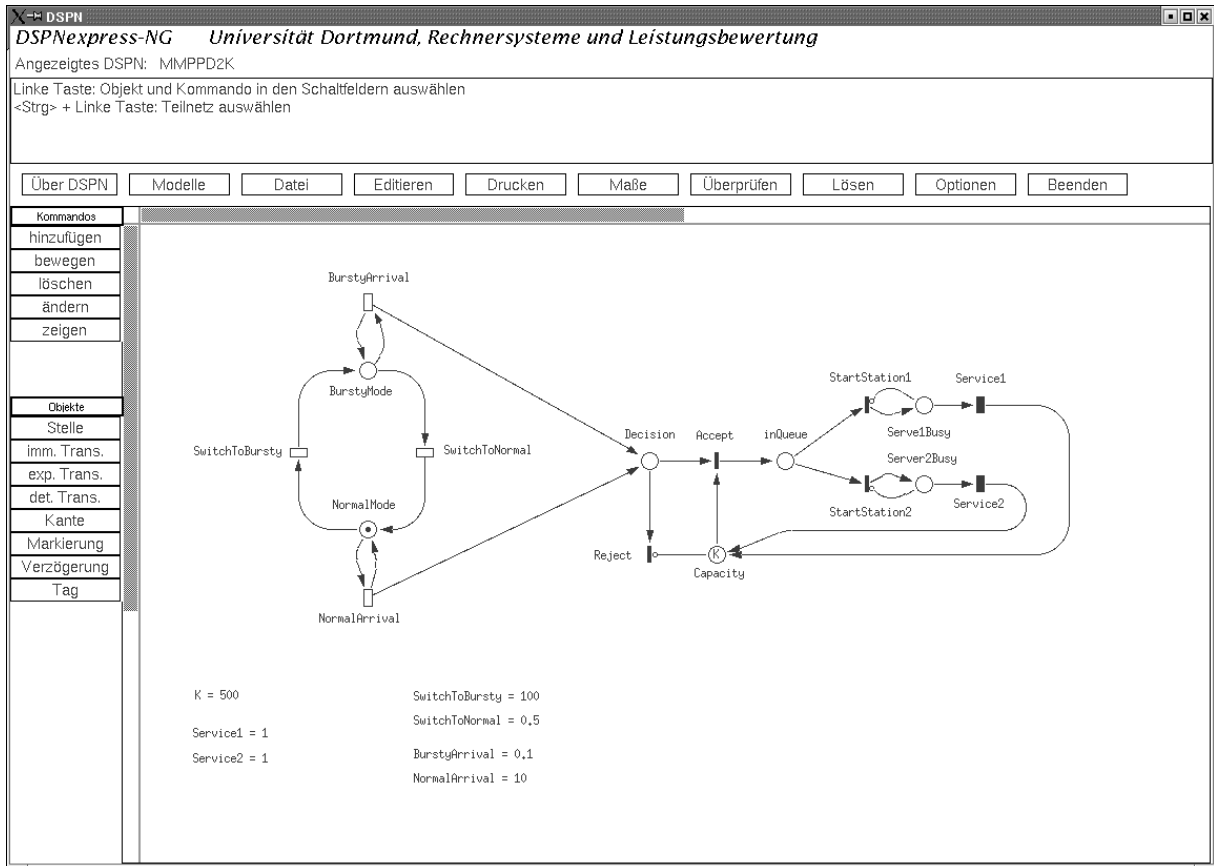 DSPN
DSPNexpress-NG Universität Dortmund, Rechnersysteme und Leistungsbewertung
Angezeigtes DSPN: MMPPD2K
Linke Taste: Objekt und Kommando in den Schaltfeldern auswählen
<Strg> + Linke Taste: Teilnetz auswählen
Über DSPN Modelle Datei Editieren Drucken Maße Überprüfen Lösen Optionen Beenden
Kommandos
hinzufügen
bewegen
löschen
ändern
zeigen
Objekte
Stelle
imm. Trans.
exp. Trans.
det. Trans.
Kante
Markierung
Verzögerung
Tag
BurstyArrival
BurstyMode
SwitchToBursty
SwitchToNormal
NormalMode
NormalArrival
Decision
Accept
inQueue
StartStation1
Service1
Serve1Busy
Server2Busy
StartStation2
Service2
Reject
K
Capacity
K = 500
Service1 = 1
Service2 = 1
SwitchToBursty = 100
SwitchToNormal = 0.5
BurstyArrival = 0.1
NormalArrival = 10